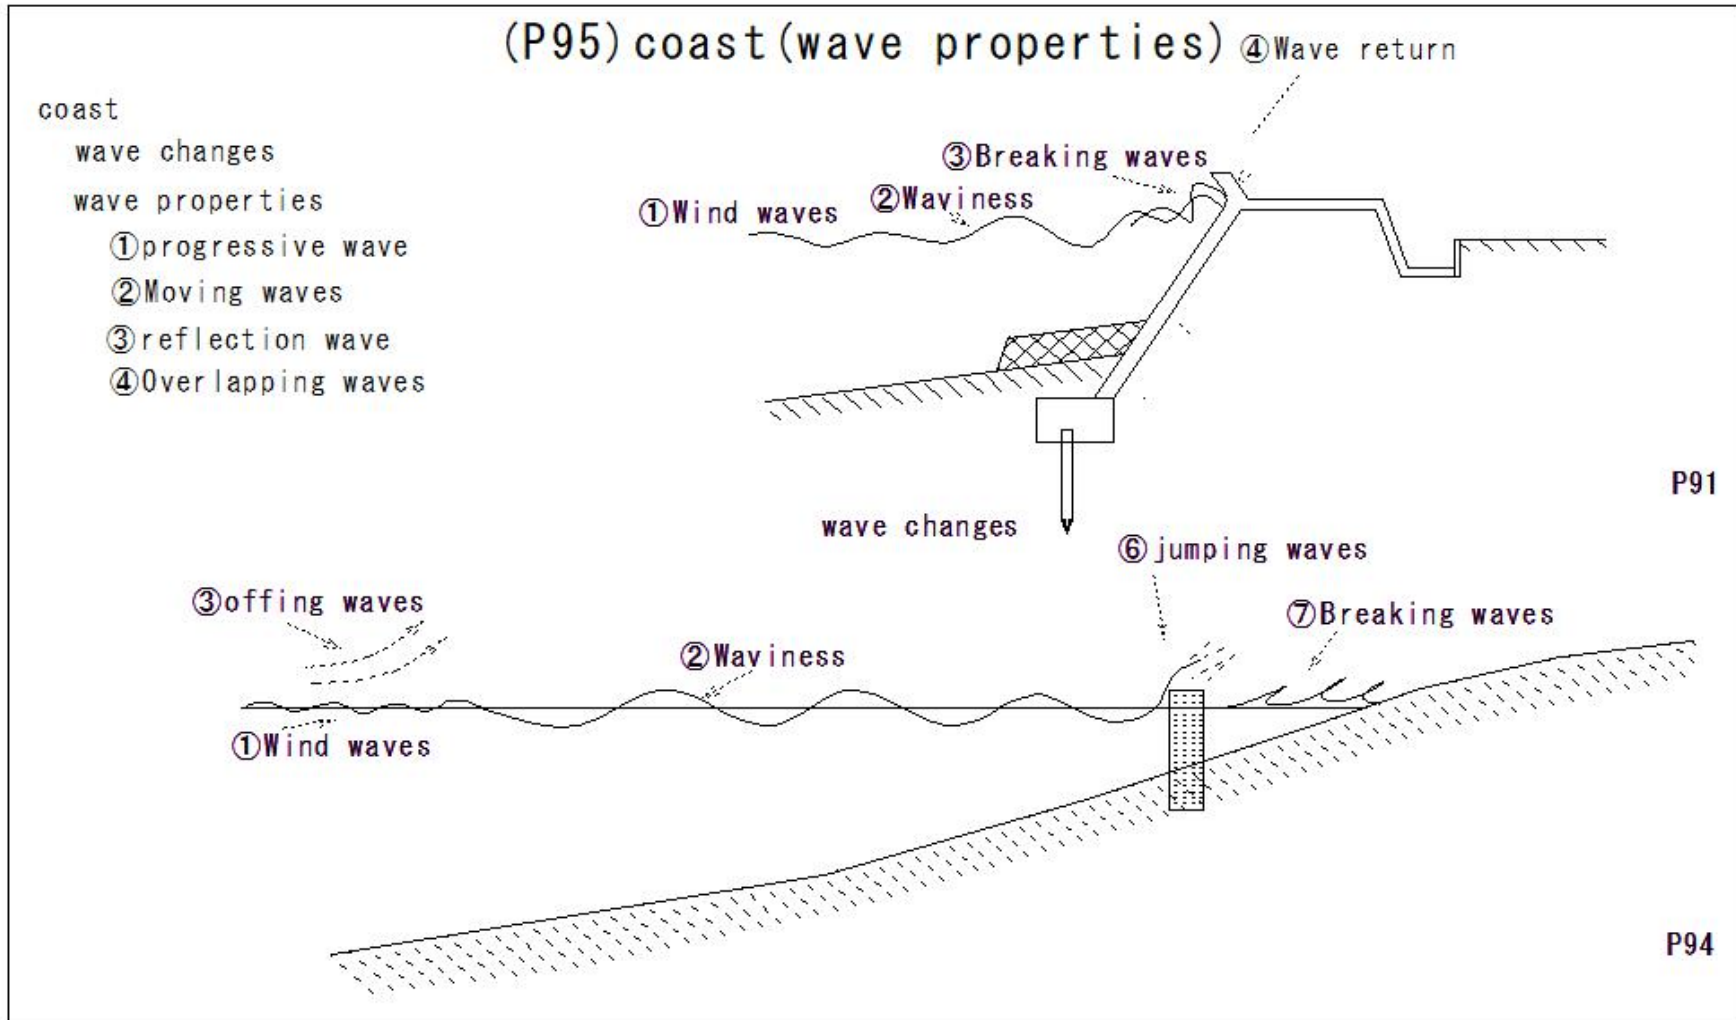 (P95)coast(wave properties)
④Wave return
coast
wave changes
wave properties
①progressive wave
②Moving waves
③reflection wave
④Overlapping waves
③Breaking waves
②Waviness
①Wind waves
P91
wave changes
⑥jumping waves
③offing waves
⑦Breaking waves
②Waviness
①Wind waves
P94